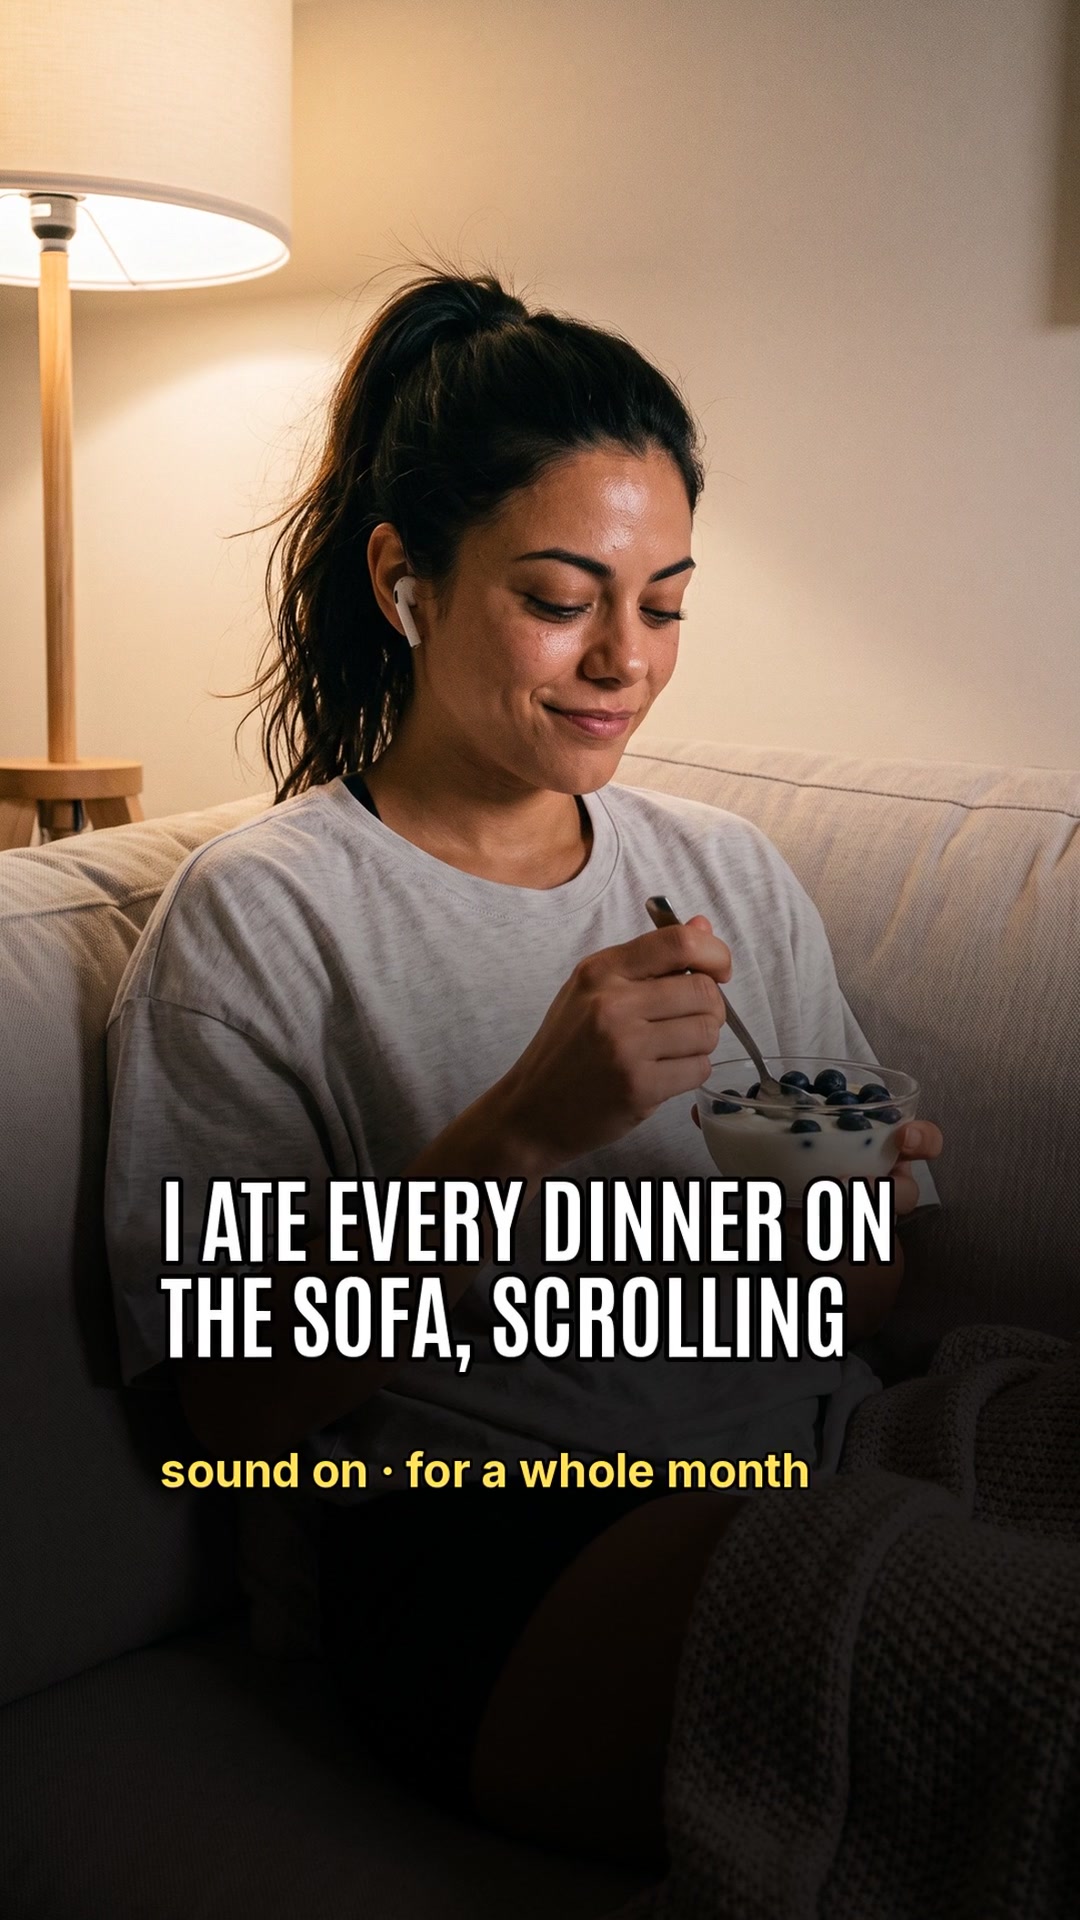 I ATE EVERY DINNER ON
THE SOFA, SCROLLING
sound on · for a whole month